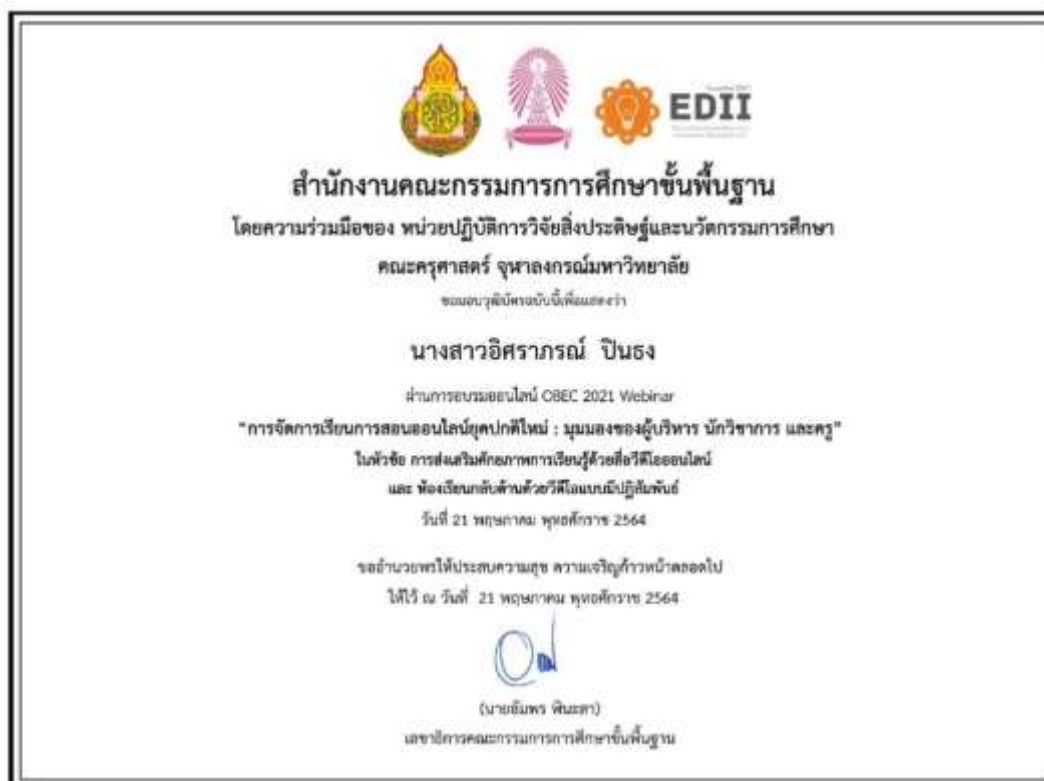 EDII
สำนักงานคณะกรรมการการศึกษาขั้นพื้นฐาน
โดยความร่วมมือของ หน่วยปฏิบัติการวิจัยสิ่งประดิษฐ์และนวัตกรรมการศึกษา
คณะครุศาสตร์ จุฬาลงกรณ์มหาวิทยาลัย
ขอมอบวุฒิบัตรฉบับนี้เพื่อแสดงว่า
นางสาวอิศราภรณ์ ปินธง
ผ่านการอบรมออนไลน์ OBEC 2021 Webinar
"การจัดการเรียนการสอนออนไลน์ยุคปกติใหม่ : มุมมองของผู้บริหาร นักวิชาการ และครู"
ในหัวข้อ การส่งเสริมศักยภาพการเรียนรู้ด้วยสื่อวีดีโอออนไลน์
และ ห้องเรียนกลับด้านด้วยวีดีโอแบบมีปฏิสัมพันธ์
วันที่ 21 พฤษภาคม พุทธศักราช 2564
ขออำนวยพรให้ประสบความสุข ความเจริญก้าวหน้าตลอดไป
ให้ไว้ ณ วันที่ 21 พฤษภาคม พุทธศักราช 2564
(นายอัมพร พินะสา)
เลขาธิการคณะกรรมการการศึกษาขั้นพื้นฐาน